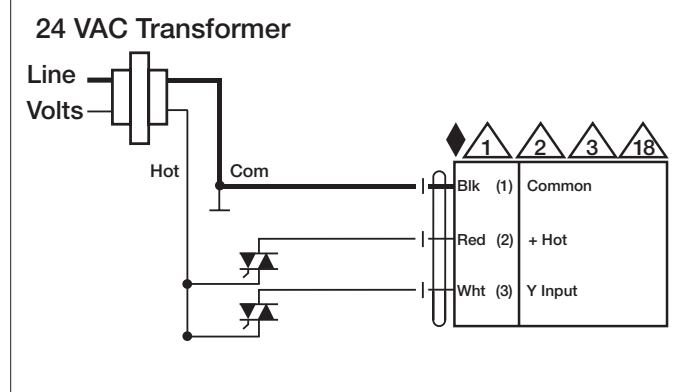 24 VAC Transformer
Line
Volts
Hot
Com
1 2 3 18
Blk (1) Common
Red (2) + Hot
Wht (3) Y Input